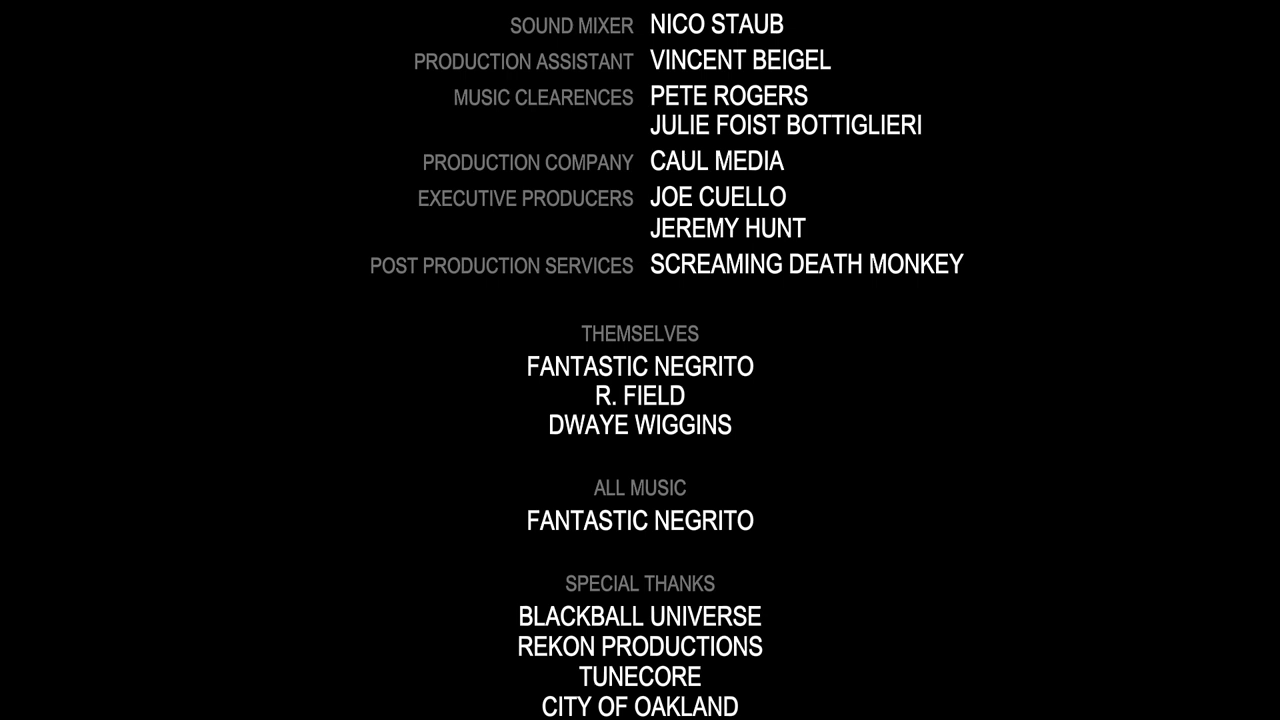 SOUND MIXER NICO STAUB
PRODUCTION ASSISTANT VINCENT BEIGEL
MUSIC CLEARENCES PETE ROGERS
JULIE FOIST BOTTIGLIERI
PRODUCTION COMPANY CAUL MEDIA
EXECUTIVE PRODUCERS JOE CUELLO
JEREMY HUNT
POST PRODUCTION SERVICES SCREAMING DEATH MONKEY
THEMSELVES
FANTASTIC NEGRITO
R. FIELD
DWAYE WIGGINS
ALL MUSIC
FANTASTIC NEGRITO
SPECIAL THANKS
BLACKBALL UNIVERSE
REKON PRODUCTIONS
TUNECORE
CITY OF OAKLAND